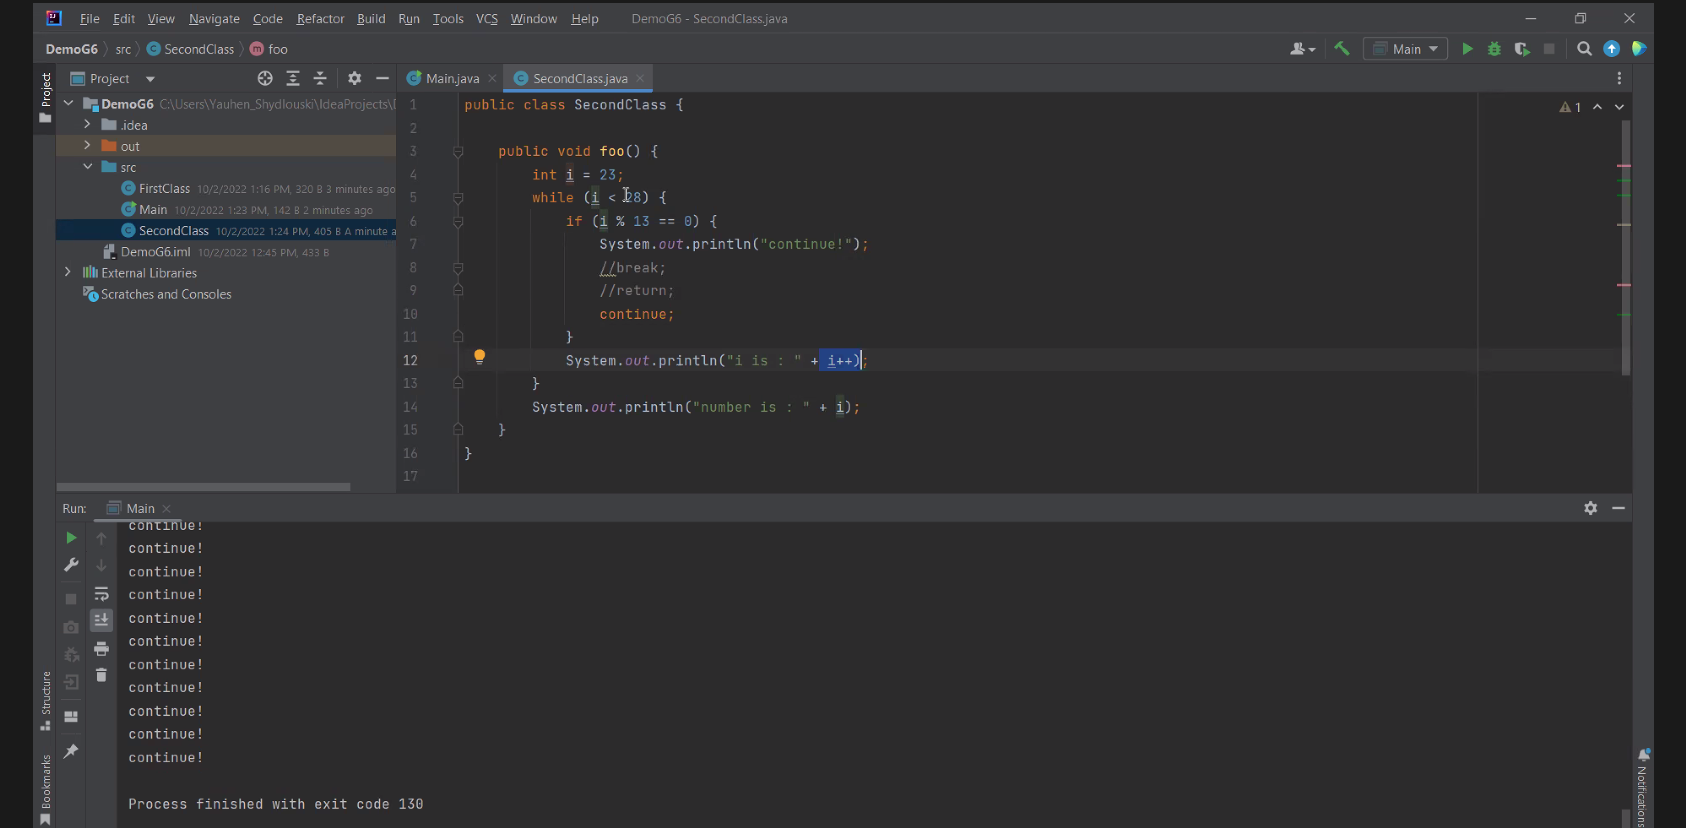 File Edit View Navigate Code Refactor Build Run Tools VCS Window Help DemoG6 - SecondClass.java
DemoG6 src SecondClass foo Main
Project
Project
Main.java SecondClass.java
DemoG6 C:\Users\Yauhen_Shydlouski\IdeaProjects\
.idea
out
src
FirstClass 10/2/2022 1:16 PM, 320 B 3 minutes ago
Main 10/2/2022 1:23 PM, 142 B 2 minutes ago
SecondClass 10/2/2022 1:24 PM, 405 B A minute a
DemoG6.iml 10/2/2022 12:45 PM, 433 B
External Libraries
Scratches and Consoles
1 public class SecondClass {
1
2
3 public void foo() {
4 int i = 23;
5 while (i < 28) {
6 if (i % 13 == 0) {
7 System.out.println("continue!");
8 //break;
9 //return;
10 continue;
11 }
12 System.out.println("i is : " + i++);
13 }
14 System.out.println("number is : " + i);
15 }
16 }
17
Run: Main
continue!
continue!
continue!
continue!
continue!
continue!
continue!
continue!
continue!
continue!
continue!
Process finished with exit code 130
Structure
Bookmarks
Notifications